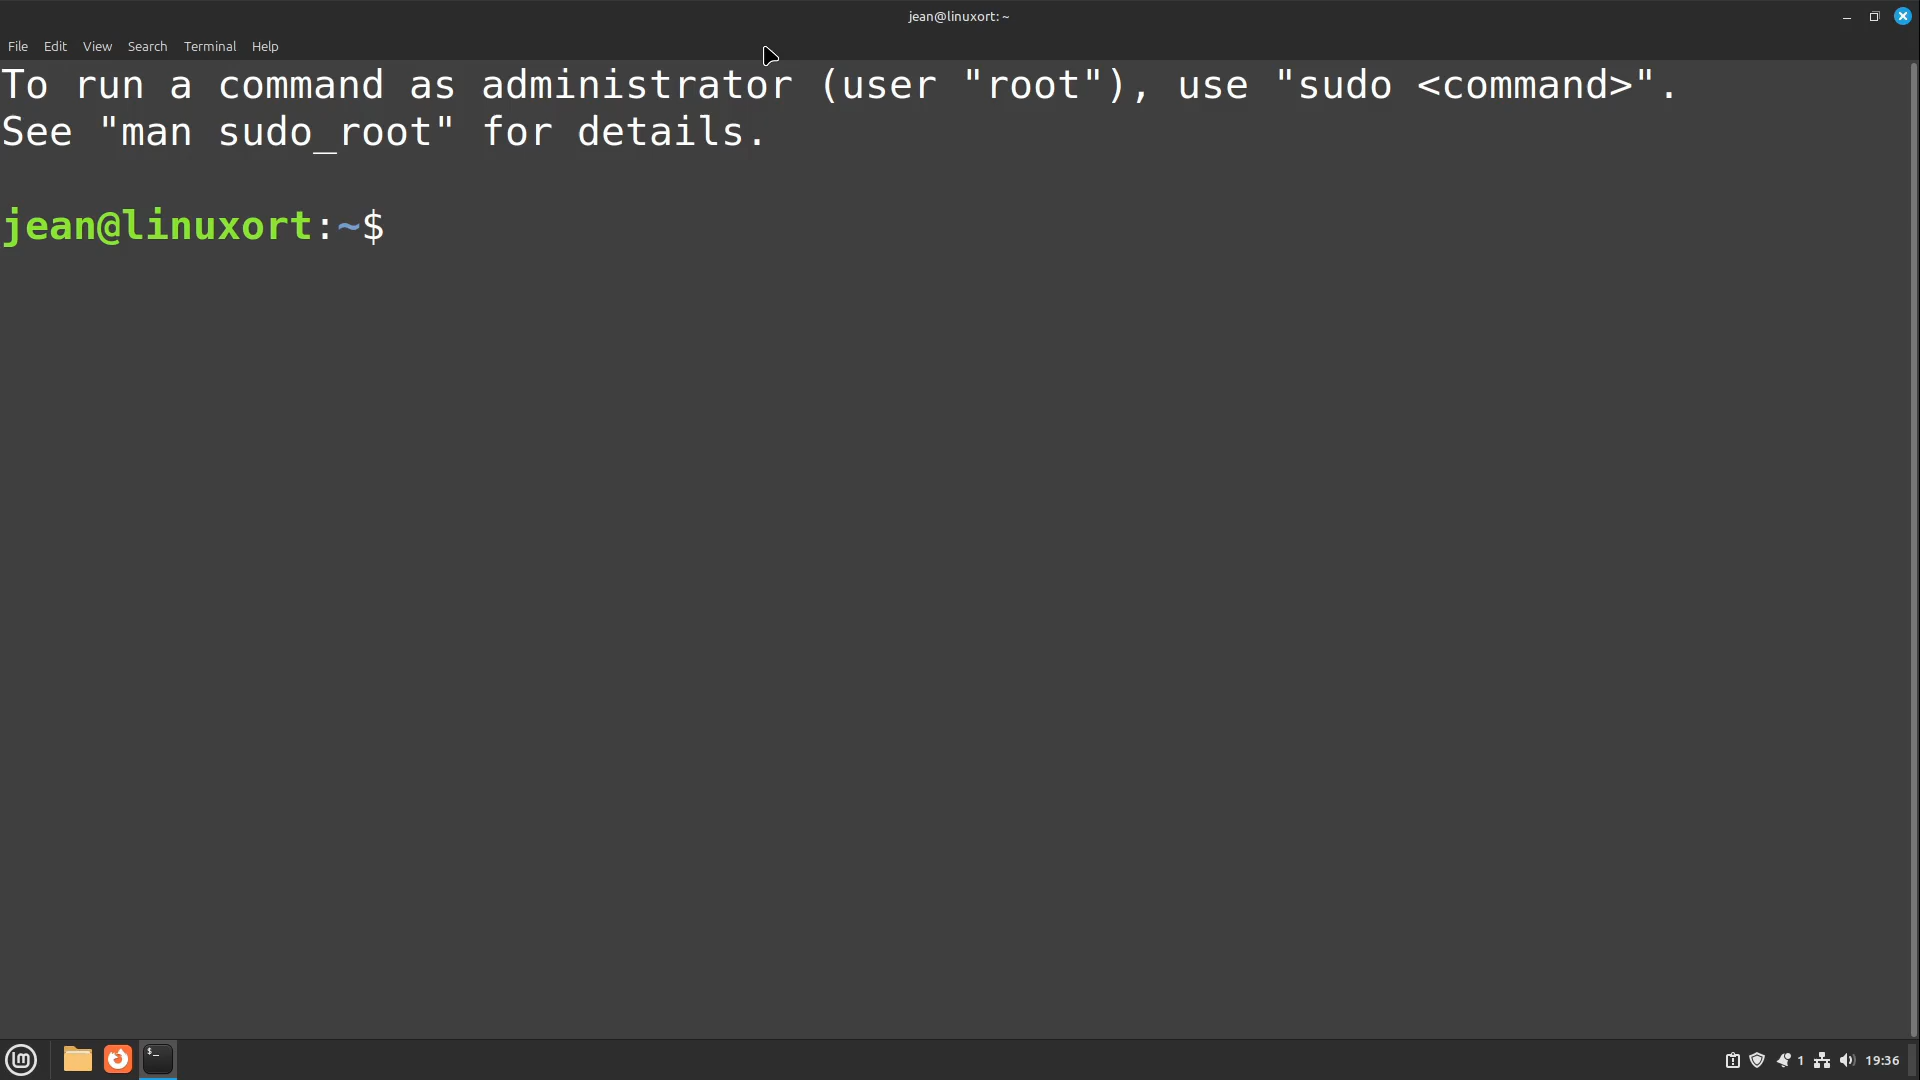 jean@linuxort: ~
File Edit View Search Terminal Help
To run a command as administrator (user "root"), use "sudo <command>".
See "man sudo_root" for details.
jean@linuxort:~$
$_
1 19:36